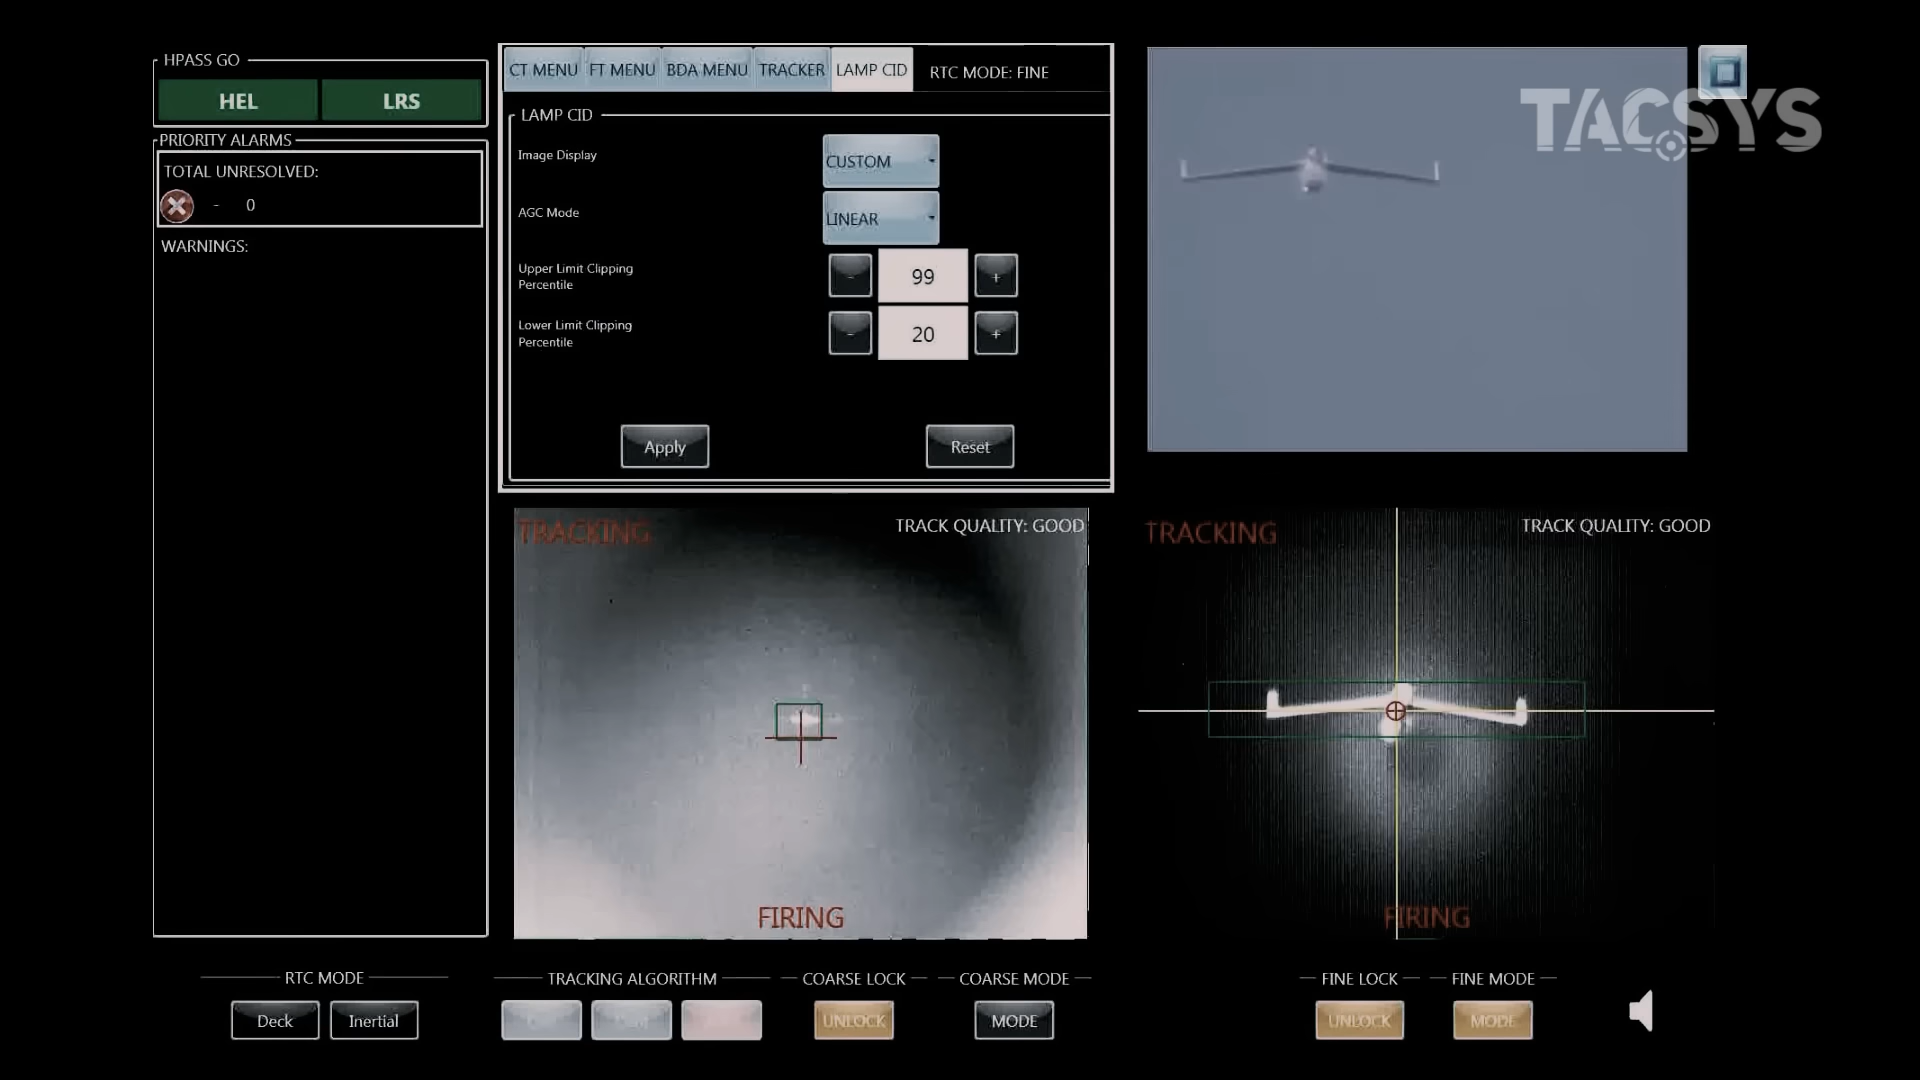 HPASS GO
HEL
LRS
PRIORITY ALARMS
TOTAL UNRESOLVED:
- 0
WARNINGS:
CT MENU
FT MENU
BDA MENU
TRACKER
LAMP CID
RTC MODE: FINE
LAMP CID
Image Display
CUSTOM
AGC Mode
LINEAR
Upper Limit Clipping
Percentile
-
99
+
Lower Limit Clipping
Percentile
-
20
+
Apply
Reset
TACSYS
TRACKING
TRACK QUALITY: GOOD
FIRING
TRACKING
TRACK QUALITY: GOOD
FIRING
RTC MODE
Deck
Inertial
TRACKING ALGORITHM
COARSE LOCK
UNLOCK
COARSE MODE
MODE
FINE LOCK
UNLOCK
FINE MODE
MODE